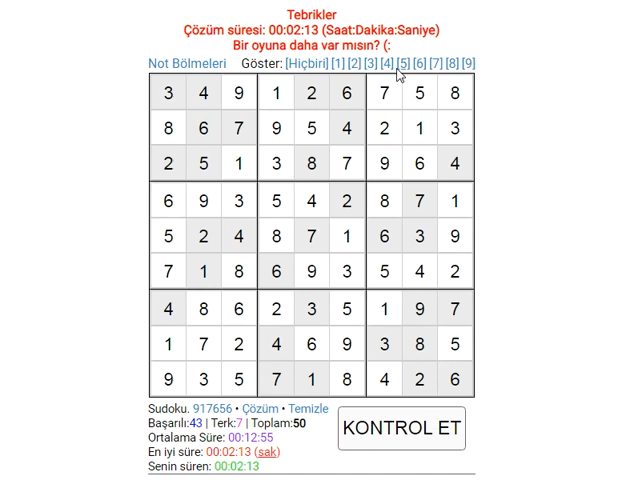 Tebrikler
Çözüm süresi: 00:02:13 (Saat:Dakika:Saniye)
Bir oyuna daha var mısın? (:
Not Bölmeleri Göster: [Hiçbiri] [1] [2] [3] [4] [5] [6] [7] [8] [9]
3 4 9 1 2 6 7 5 8
8 6 7 9 5 4 2 1 3
2 5 1 3 8 7 9 6 4
6 9 3 5 4 2 8 7 1
5 2 4 8 7 1 6 3 9
7 1 8 6 9 3 5 4 2
4 8 6 2 3 5 1 9 7
1 7 2 4 6 9 3 8 5
9 3 5 7 1 8 4 2 6
Sudoku. 917656 • Çözüm • Temizle
Başarılı:43 | Terk:7 | Toplam:50
Ortalama Süre: 00:12:55
En iyi süre: 00:02:13 (sak)
Senin süren: 00:02:13
KONTROL ET